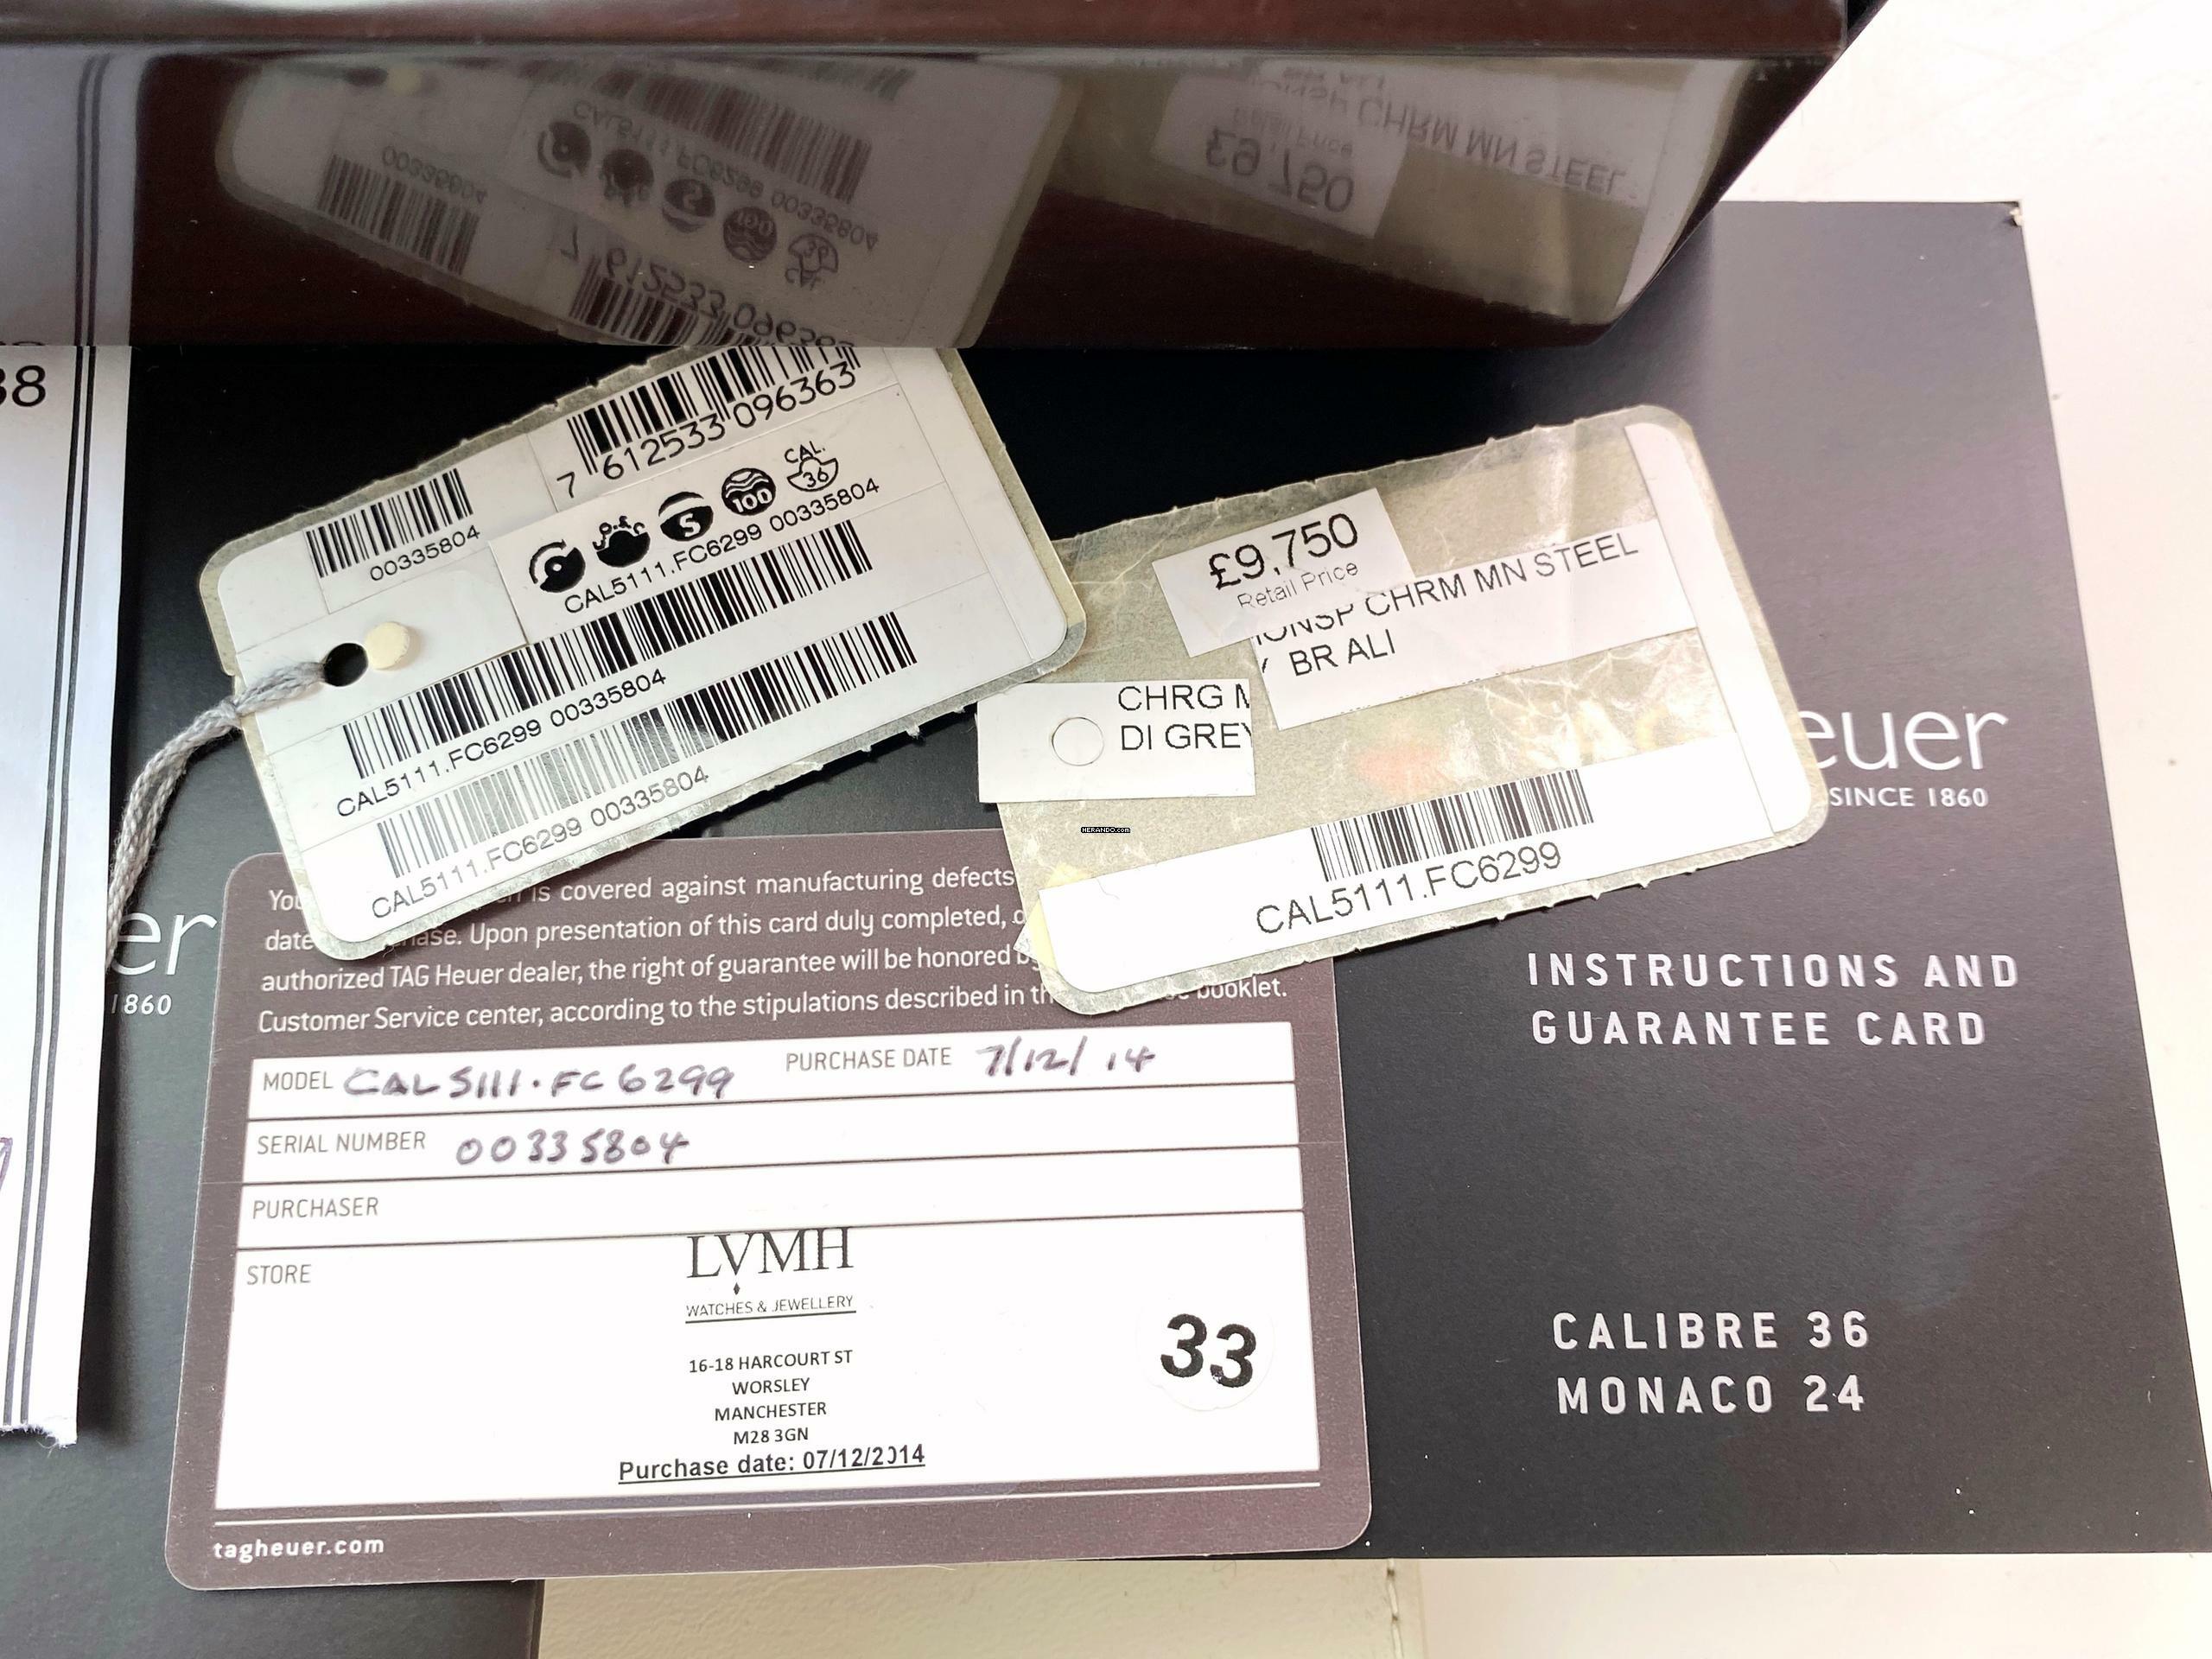 38
7 612533 096363
00335804
CAL.
36
100
S
CAL5111.FC6299 00335804
CAL5111.FC6299 00335804
CAL5111.FC6299 00335804
£9,750
Retail Price
CHRM MN STEEL
BR ALI
CHRG
DI GREY
CAL5111.FC6299
HERANDO.com
er
1860
euer
SINCE 1860
INSTRUCTIONS AND
GUARANTEE CARD
CALIBRE 36
MONACO 24
is covered against manufacturing defects
date Upon presentation of this card duly completed,
authorized TAG Heuer dealer, the right of guarantee will be honored
Customer Service center, according to the stipulations described in booklet.
MODEL CAL5111.FC6299 PURCHASE DATE 7/12/14
SERIAL NUMBER 00335804
PURCHASER
STORE
LVMH
WATCHES & JEWELLERY
16-18 HARCOURT ST
WORSLEY
MANCHESTER
M28 3GN
Purchase date: 07/12/2014
33
tagheuer.com